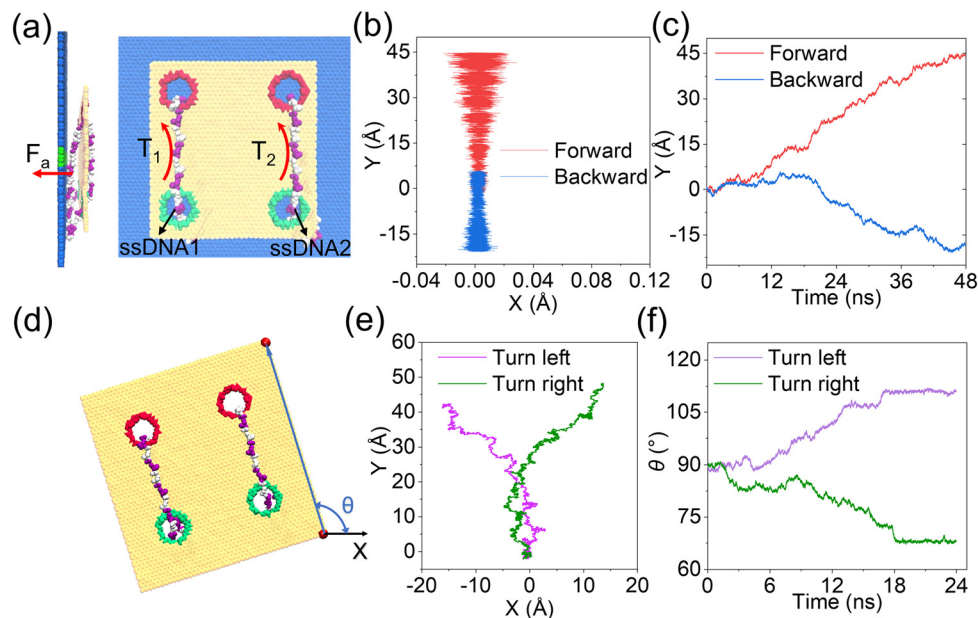 (a)
Fa
T1
T2
ssDNA1
ssDNA2
(b)
Y (Å)
45
30
15
0
-15
Forward
Backward
-0.04 0.00 0.04 0.08 0.12
X (Å)
(c)
Forward
Backward
Y (Å)
45
30
15
0
-15
0 12 24 36 48
Time (ns)
(d)
θ
X
(e)
Turn left
Turn right
Y (Å)
60
50
40
30
20
10
0
-20 -10 0 10 20
X (Å)
(f)
Turn left
Turn right
θ (°)
120
105
90
75
60
0 6 12 18 24
Time (ns)